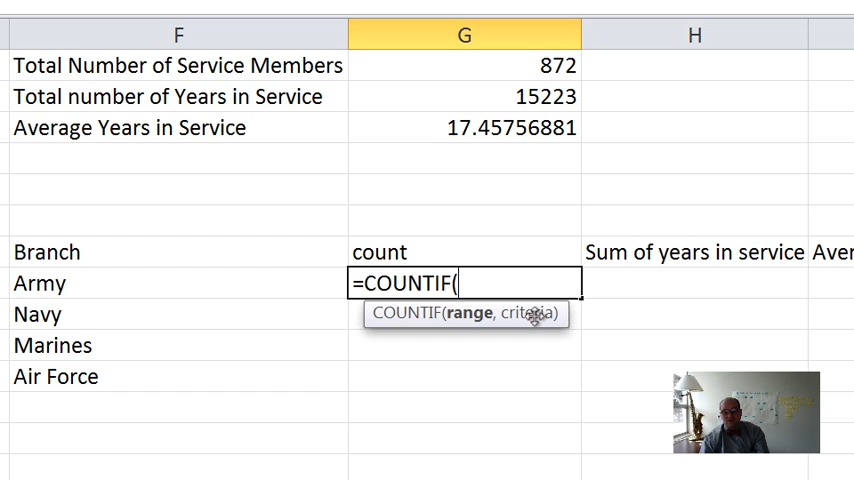 F G H
Total Number of Service Members 872
Total number of Years in Service 15223
Average Years in Service 17.45756881
Branch count Sum of years in service Aver
Army =COUNTIF(
Navy COUNTIF(range, criteria)
Marines
Air Force